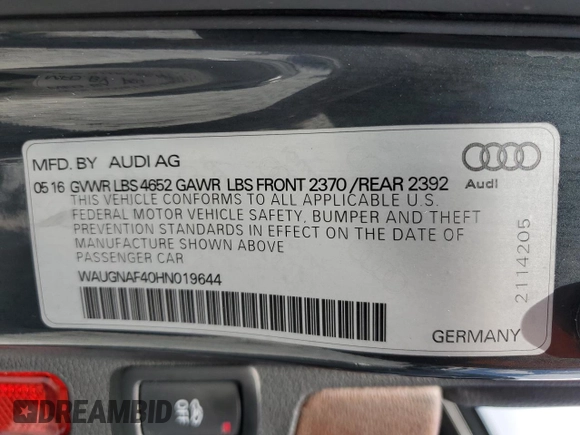 MFD. BY AUDI AG
05 16 GVWR LBS 4652 GAWR LBS FRONT 2370 /REAR 2392
THIS VEHICLE CONFORMS TO ALL APPLICABLE U.S.
FEDERAL MOTOR VEHICLE SAFETY, BUMPER AND THEFT
PREVENTION STANDARDS IN EFFECT ON THE DATE OF
MANUFACTURE SHOWN ABOVE
PASSENGER CAR
WAUGNAF40HN019644
Audi
2114205
GERMANY
DREAMBID